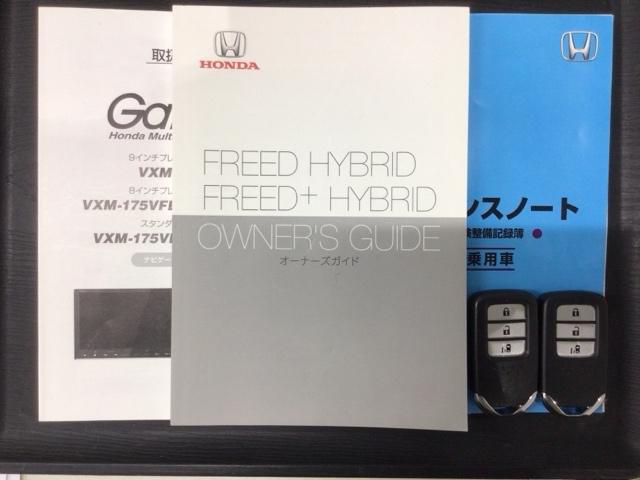 取扱
Ga
Honda Mult
9インチプレ
VXM
8インチプレ
VXM-175VF
スタンダ
VXM-175V
ナビゲー
HONDA
FREED HYBRID
FREED+ HYBRID
OWNER'S GUIDE
オーナーズガイド
ンスノート
検整備記録簿
乗用車